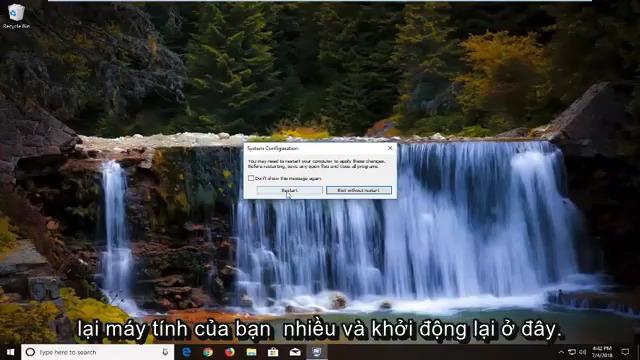 Recycle Bin
System Configuration
You may need to restart your computer to apply these changes.
Before restarting, save any open files and close all programs.
Don't show this message again.
Restart
Exit without restart
lại máy tính của bạn nhiều và khởi động lại ở đây.
Type here to search
4:42 PM
7/4/2018